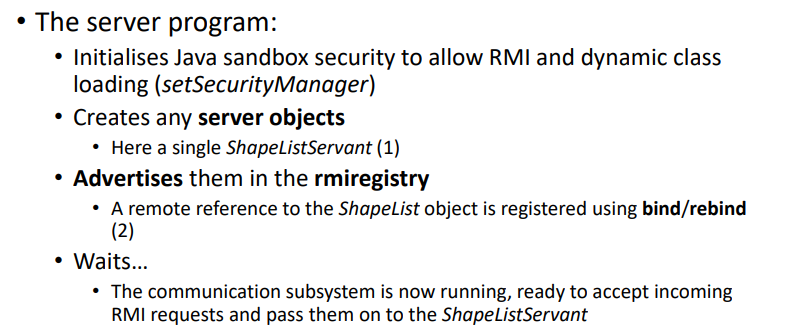 • The server program:
• Initialises Java sandbox security to allow RMI and dynamic class
loading (setSecurityManager)
• Creates any server objects
• Here a single ShapeListServant (1)
• Advertises them in the rmiregistry
• A remote reference to the ShapeList object is registered using bind/rebind
(2)
• Waits...
• The communication subsystem is now running, ready to accept incoming
RMI requests and pass them on to the ShapeListServant